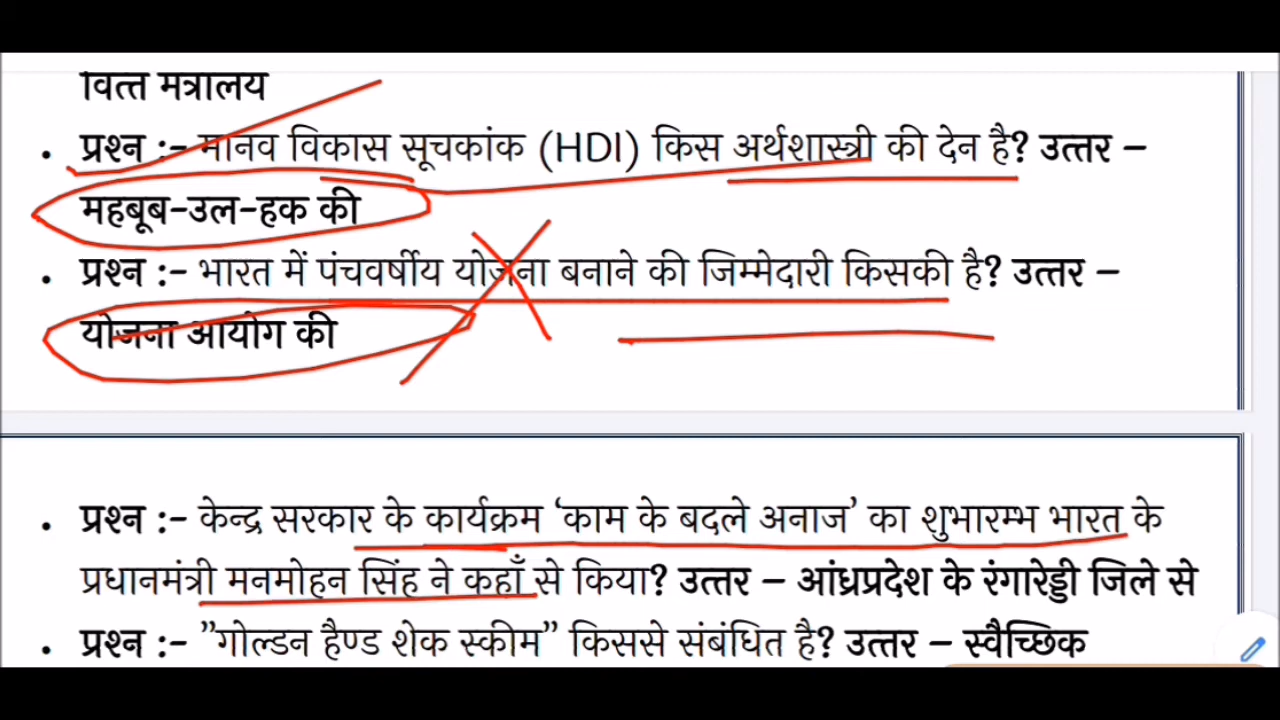 वित्त मंत्रालय
• प्रश्न :- मानव विकास सूचकांक (HDI) किस अर्थशास्त्री की देन है? उत्तर –
महबूब-उल-हक की
• प्रश्न :- भारत में पंचवर्षीय योजना बनाने की जिम्मेदारी किसकी है? उत्तर –
योजना आयोग की
• प्रश्न :- केन्द्र सरकार के कार्यक्रम ‘काम के बदले अनाज’ का शुभारम्भ भारत के
प्रधानमंत्री मनमोहन सिंह ने कहाँ से किया? उत्तर – आंध्रप्रदेश के रंगारेड्डी जिले से
• प्रश्न :- ”गोल्डन हैण्ड शेक स्कीम” किससे संबंधित है? उत्तर – स्वैच्छिक